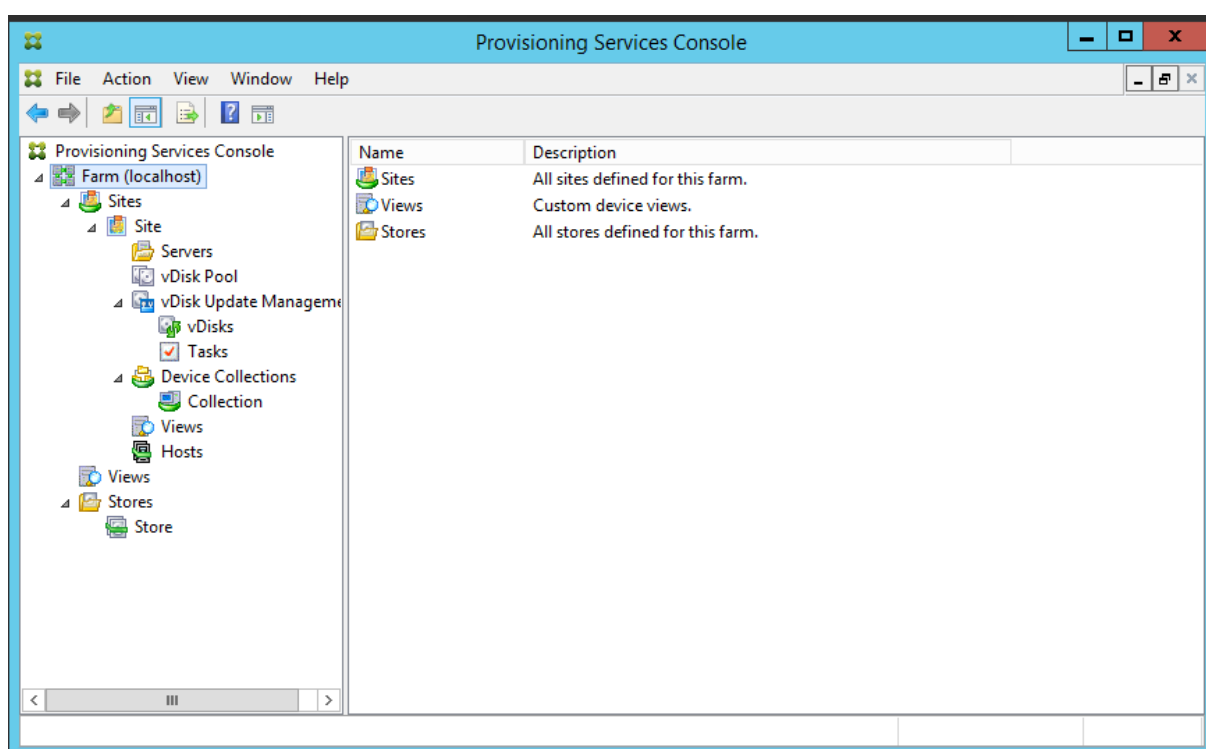 Provisioning Services Console
File Action View Window Help
Provisioning Services Console
Farm (localhost)
Sites
Site
Servers
vDisk Pool
vDisk Update Manageme
vDisks
Tasks
Device Collections
Collection
Views
Hosts
Views
Stores
Store
Name Description
Sites All sites defined for this farm.
Views Custom device views.
Stores All stores defined for this farm.